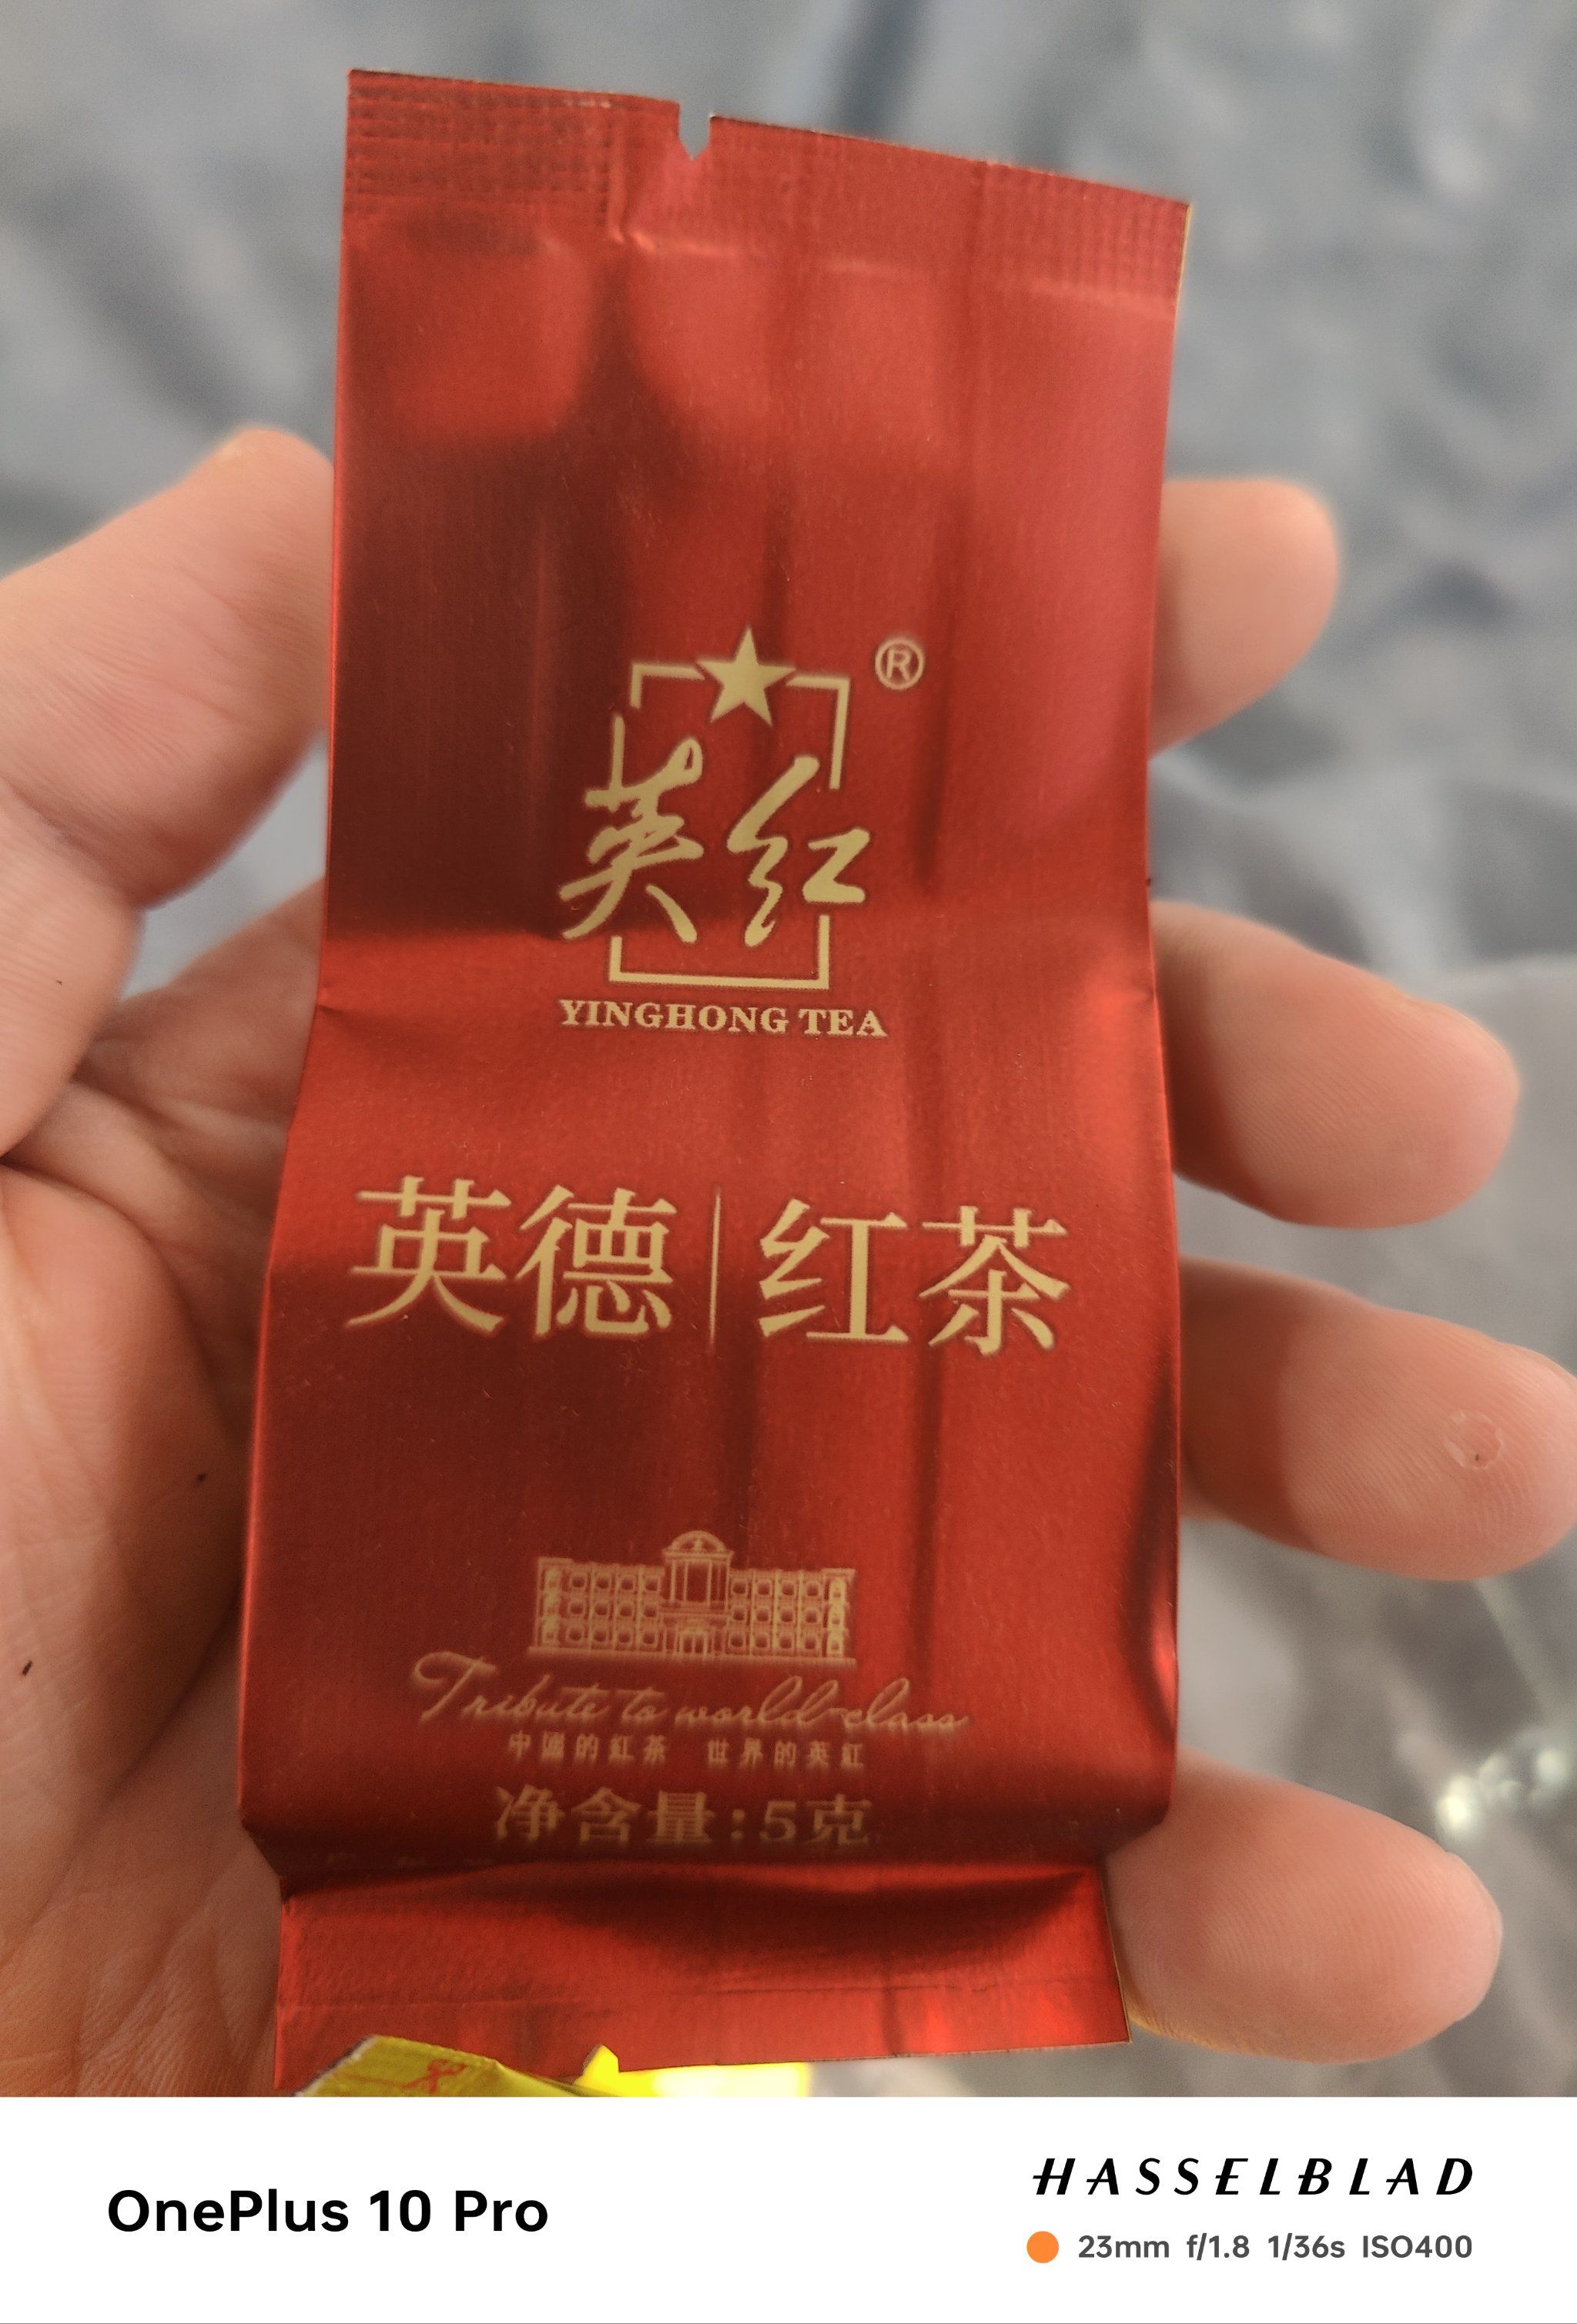 ®
英红
YINGHONG TEA
英德|红茶
Tribute to world-class
中國的紅茶 世界的英紅
净含量:5克
OnePlus 10 Pro
HASSELBLAD
23mm f/1.8 1/36s ISO400